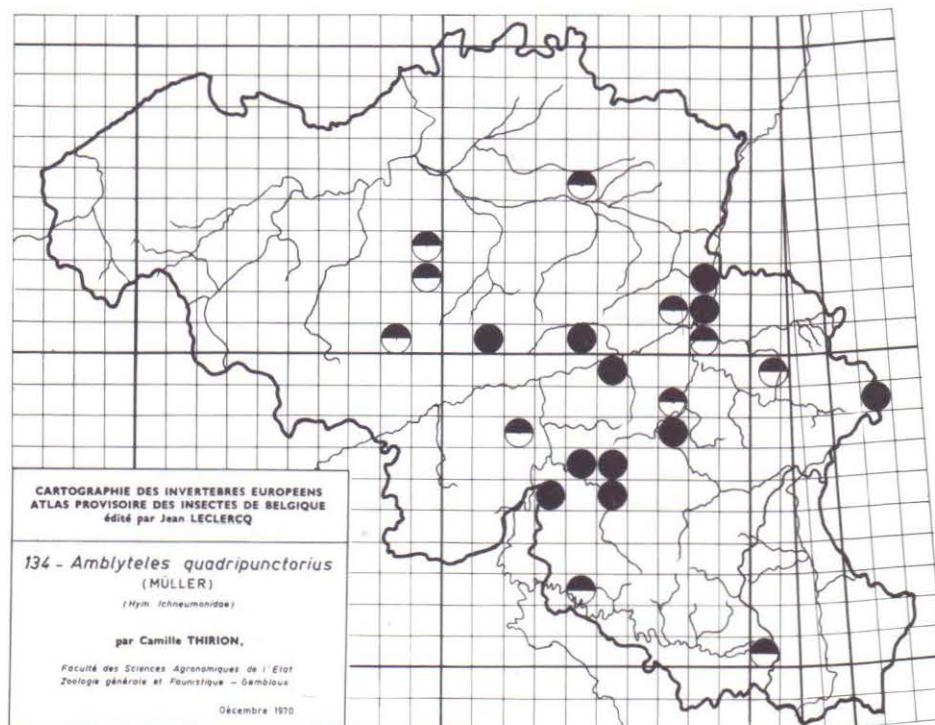 CARTOGRAPHIE DES INVERTEBRES EUROPEENS
ATLAS PROVISOIRE DES INSECTES DE BELGIQUE
édité par Jean LECLERCQ
134 - Amblyteles quadripunctorius
(MÜLLER)
(Hym. Ichneumonidae)
par Camille THIRION,
Faculté des Sciences Agronomiques de l'Etat
Zoologie générale et Faunistique - Gembloux
Décembre 1970